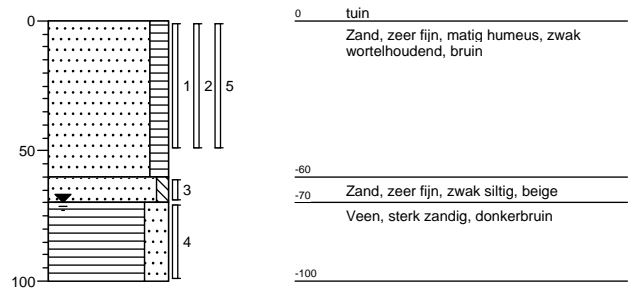 0
50
100
1 2 5
3
4
0 tuin
Zand, zeer fijn, matig humeus, zwak
wortelhoudend, bruin
-60
Zand, zeer fijn, zwak siltig, beige
-70
Veen, sterk zandig, donkerbruin
-100